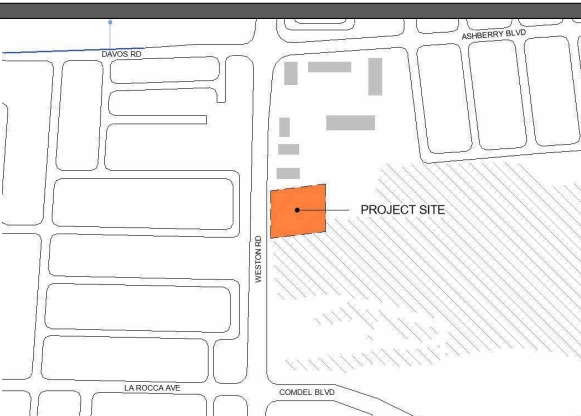 ASHBERRY BLVD
DAVOS RD
PROJECT SITE
WESTON RD
LA ROCCA AVE
COMDEL BLVD